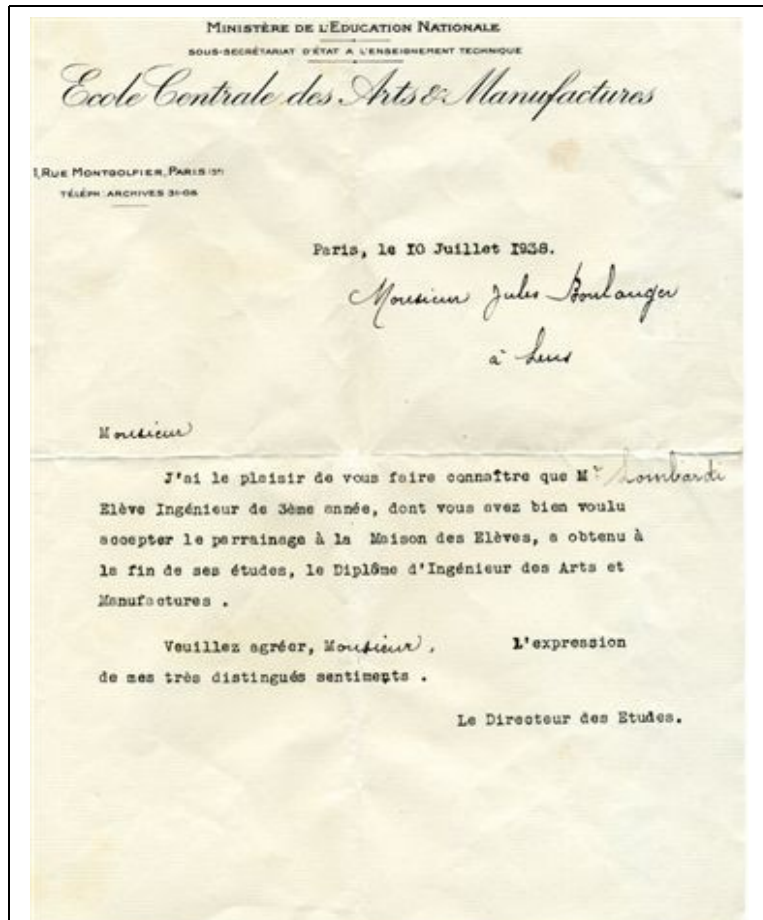 MINISTÈRE DE L'EDUCATION NATIONALE
SOUS-SECRÉTARIAT D'ÉTAT A L'ENSEIGNEMENT TECHNIQUE
Ecole Centrale des Arts & Manufactures
1, RUE MONTGOLFIER, PARIS (3e)
TÉLÉPH: ARCHIVES 31-08
Paris, le 10 Juillet 1938.
Monsieur Jules Boulanger
à Lens
Monsieur
J'ai le plaisir de vous faire connaître que Mr Lombardi
Elève Ingénieur de 3ème année, dont vous avez bien voulu
accepter le parrainage à la Maison des Elèves, a obtenu à
la fin de ses études, le Diplôme d'Ingénieur des Arts et
Manufactures .
Veuillez agréer, Monsieur, l'expression
de mes très distingués sentiments .
Le Directeur des Etudes.